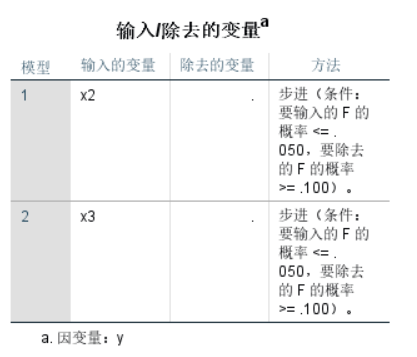 输入/除去的变量a
模型 输入的变量 除去的变量 方法
1 x2 . 步进（条件：
要输入的 F 的
概率 <= .
050，要除去
的 F 的概率
>= .100）。
2 x3 . 步进（条件：
要输入的 F 的
概率 <= .
050，要除去
的 F 的概率
>= .100）。
a. 因变量：y